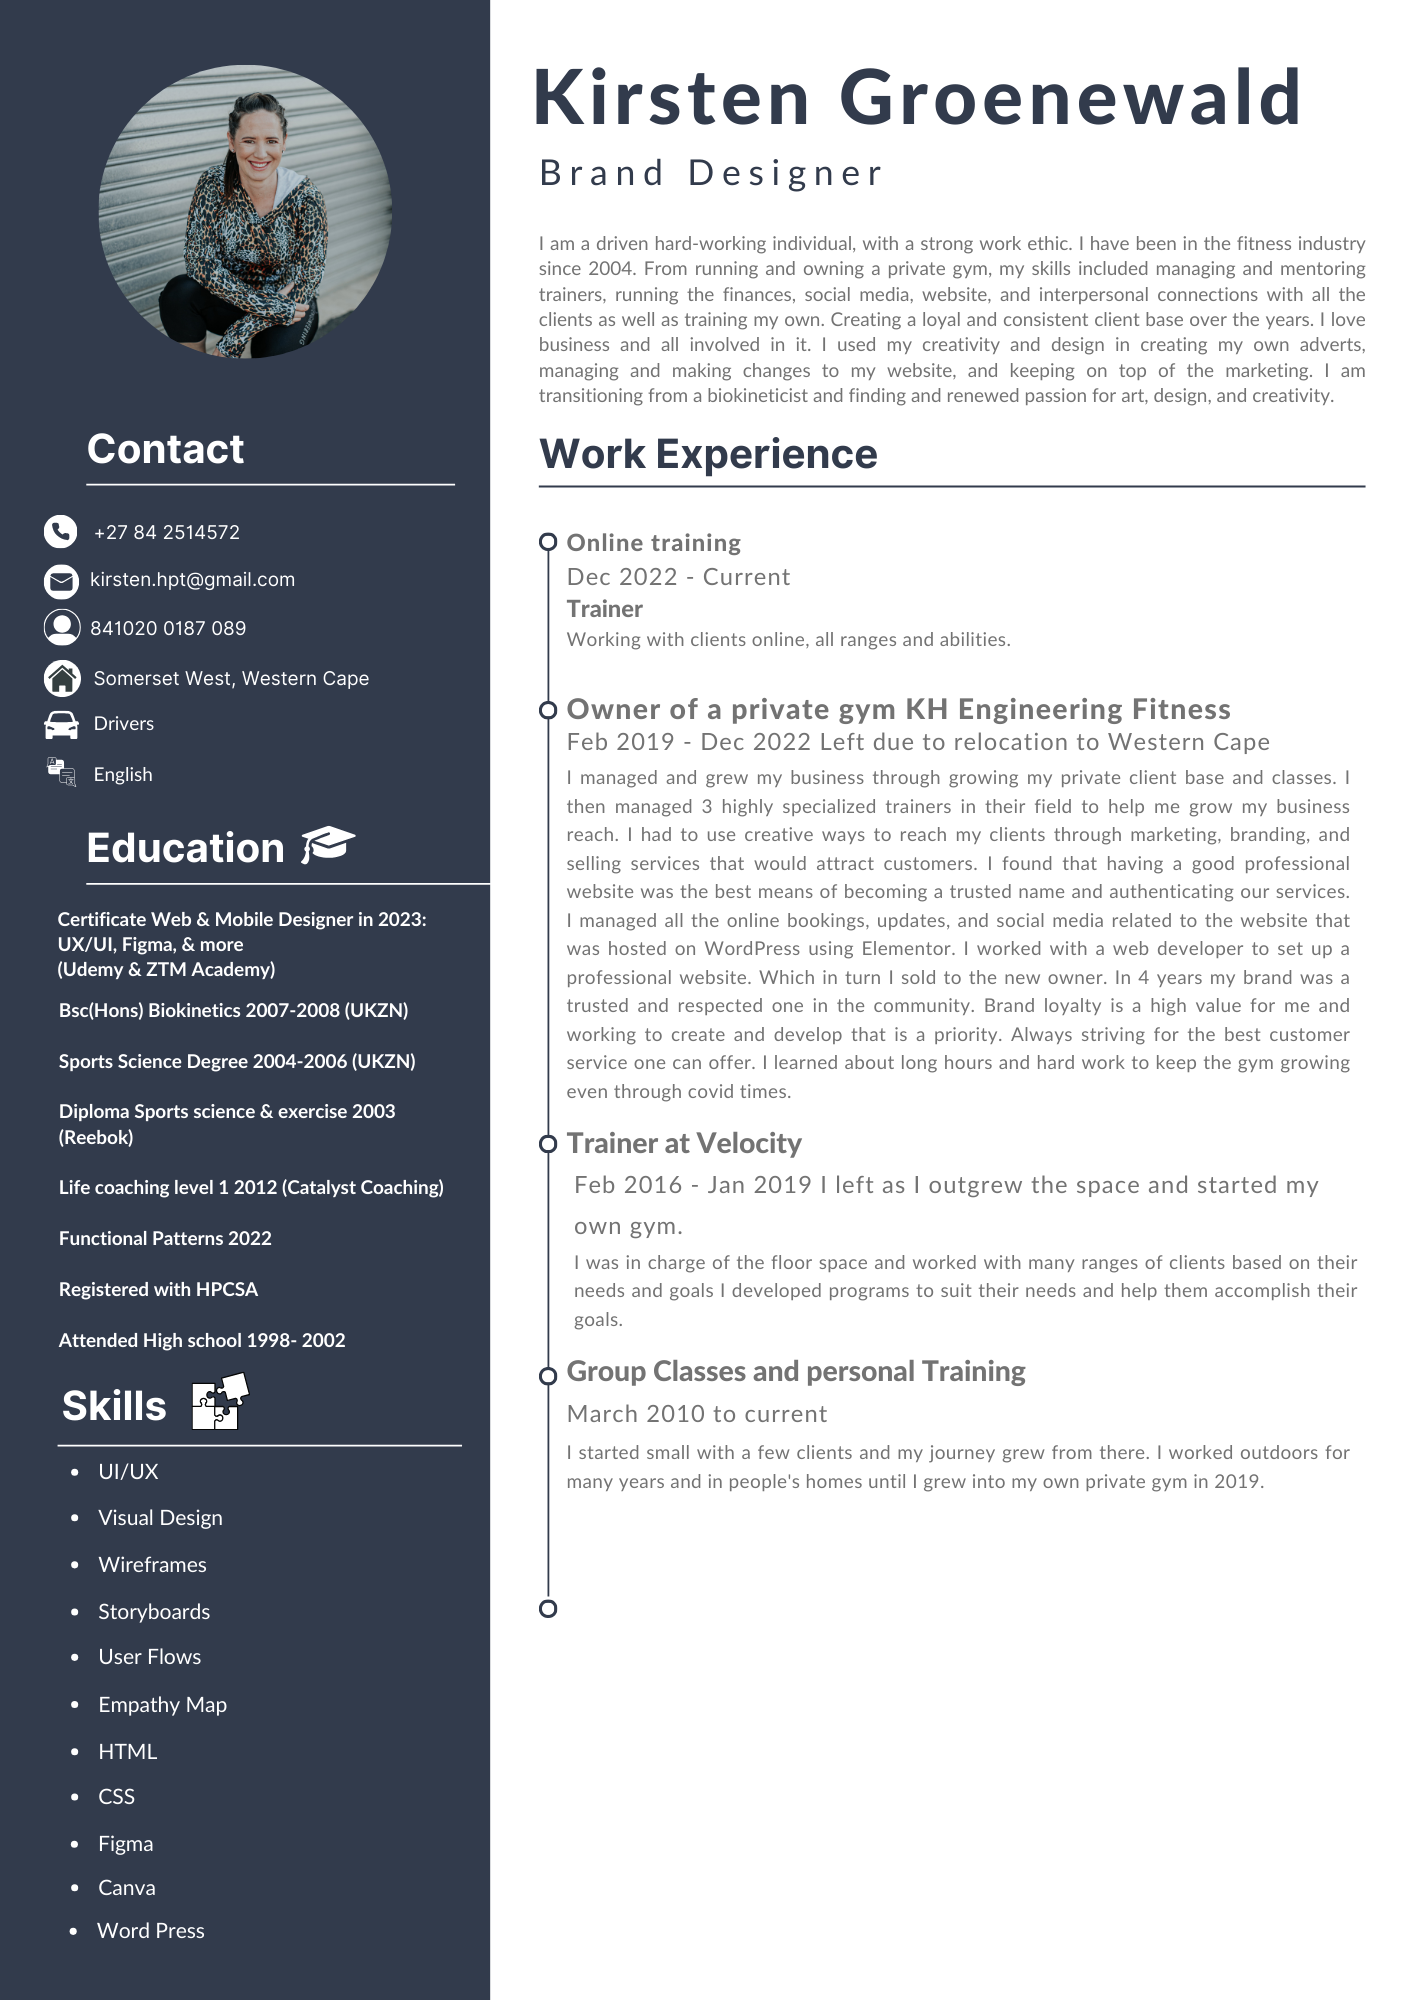 Kirsten Groenewald
Brand Designer
I am a driven hard-working individual, with a strong work ethic. I have been in the fitness industry
since 2004. From running and owning a private gym, my skills included managing and mentoring
trainers, running the finances, social media, website, and interpersonal connections with all the
clients as well as training my own. Creating a loyal and consistent client base over the years. I love
business and all involved in it. I used my creativity and design in creating my own adverts,
managing and making changes to my website, and keeping on top of the marketing. I am
transitioning from a biokineticist and finding and renewed passion for art, design, and creativity.
Contact
+27 84 2514572
kirsten.hpt@gmail.com
841020 0187 089
Somerset West, Western Cape
Drivers
English
Education
Certificate Web & Mobile Designer in 2023:
UX/UI, Figma, & more
(Udemy & ZTM Academy)
Bsc(Hons) Biokinetics 2007-2008 (UKZN)
Sports Science Degree 2004-2006 (UKZN)
Diploma Sports science & exercise 2003
(Reebok)
Life coaching level 1 2012 (Catalyst Coaching)
Functional Patterns 2022
Registered with HPCSA
Attended High school 1998- 2002
Skills
• UI/UX
• Visual Design
• Wireframes
• Storyboards
• User Flows
• Empathy Map
• HTML
• CSS
• Figma
• Canva
• Word Press
Work Experience
Online training
Dec 2022 - Current
Trainer
Working with clients online, all ranges and abilities.
Owner of a private gym KH Engineering Fitness
Feb 2019 - Dec 2022 Left due to relocation to Western Cape
I managed and grew my business through growing my private client base and classes. I
then managed 3 highly specialized trainers in their field to help me grow my business
reach. I had to use creative ways to reach my clients through marketing, branding, and
selling services that would attract customers. I found that having a good professional
website was the best means of becoming a trusted name and authenticating our services.
I managed all the online bookings, updates, and social media related to the website that
was hosted on WordPress using Elementor. I worked with a web developer to set up a
professional website. Which in turn I sold to the new owner. In 4 years my brand was a
trusted and respected one in the community. Brand loyalty is a high value for me and
working to create and develop that is a priority. Always striving for the best customer
service one can offer. I learned about long hours and hard work to keep the gym growing
even through covid times.
Trainer at Velocity
Feb 2016 - Jan 2019 I left as I outgrew the space and started my
own gym.
I was in charge of the floor space and worked with many ranges of clients based on their
needs and goals I developed programs to suit their needs and help them accomplish their
goals.
Group Classes and personal Training
March 2010 to current
I started small with a few clients and my journey grew from there. I worked outdoors for
many years and in people's homes until I grew into my own private gym in 2019.